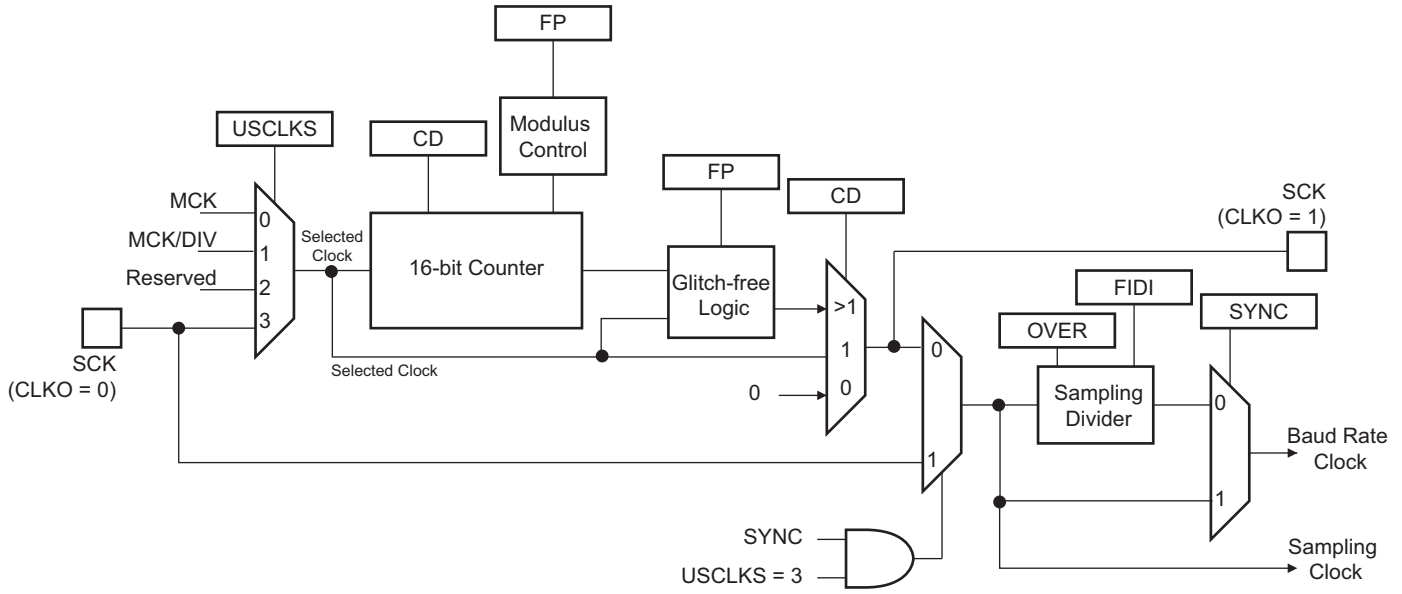 FP
USCLKS
CD
Modulus
Control
FP
CD
SCK
(CLKO = 1)
MCK
0
MCK/DIV
1
Selected
Clock
Reserved
2
3
16-bit Counter
Glitch-free
Logic
>1
1
0
0
Selected Clock
SCK
(CLKO = 0)
FIDI
OVER
SYNC
0
1
Sampling
Divider
0
1
Baud Rate
Clock
SYNC
USCLKS = 3
Sampling
Clock